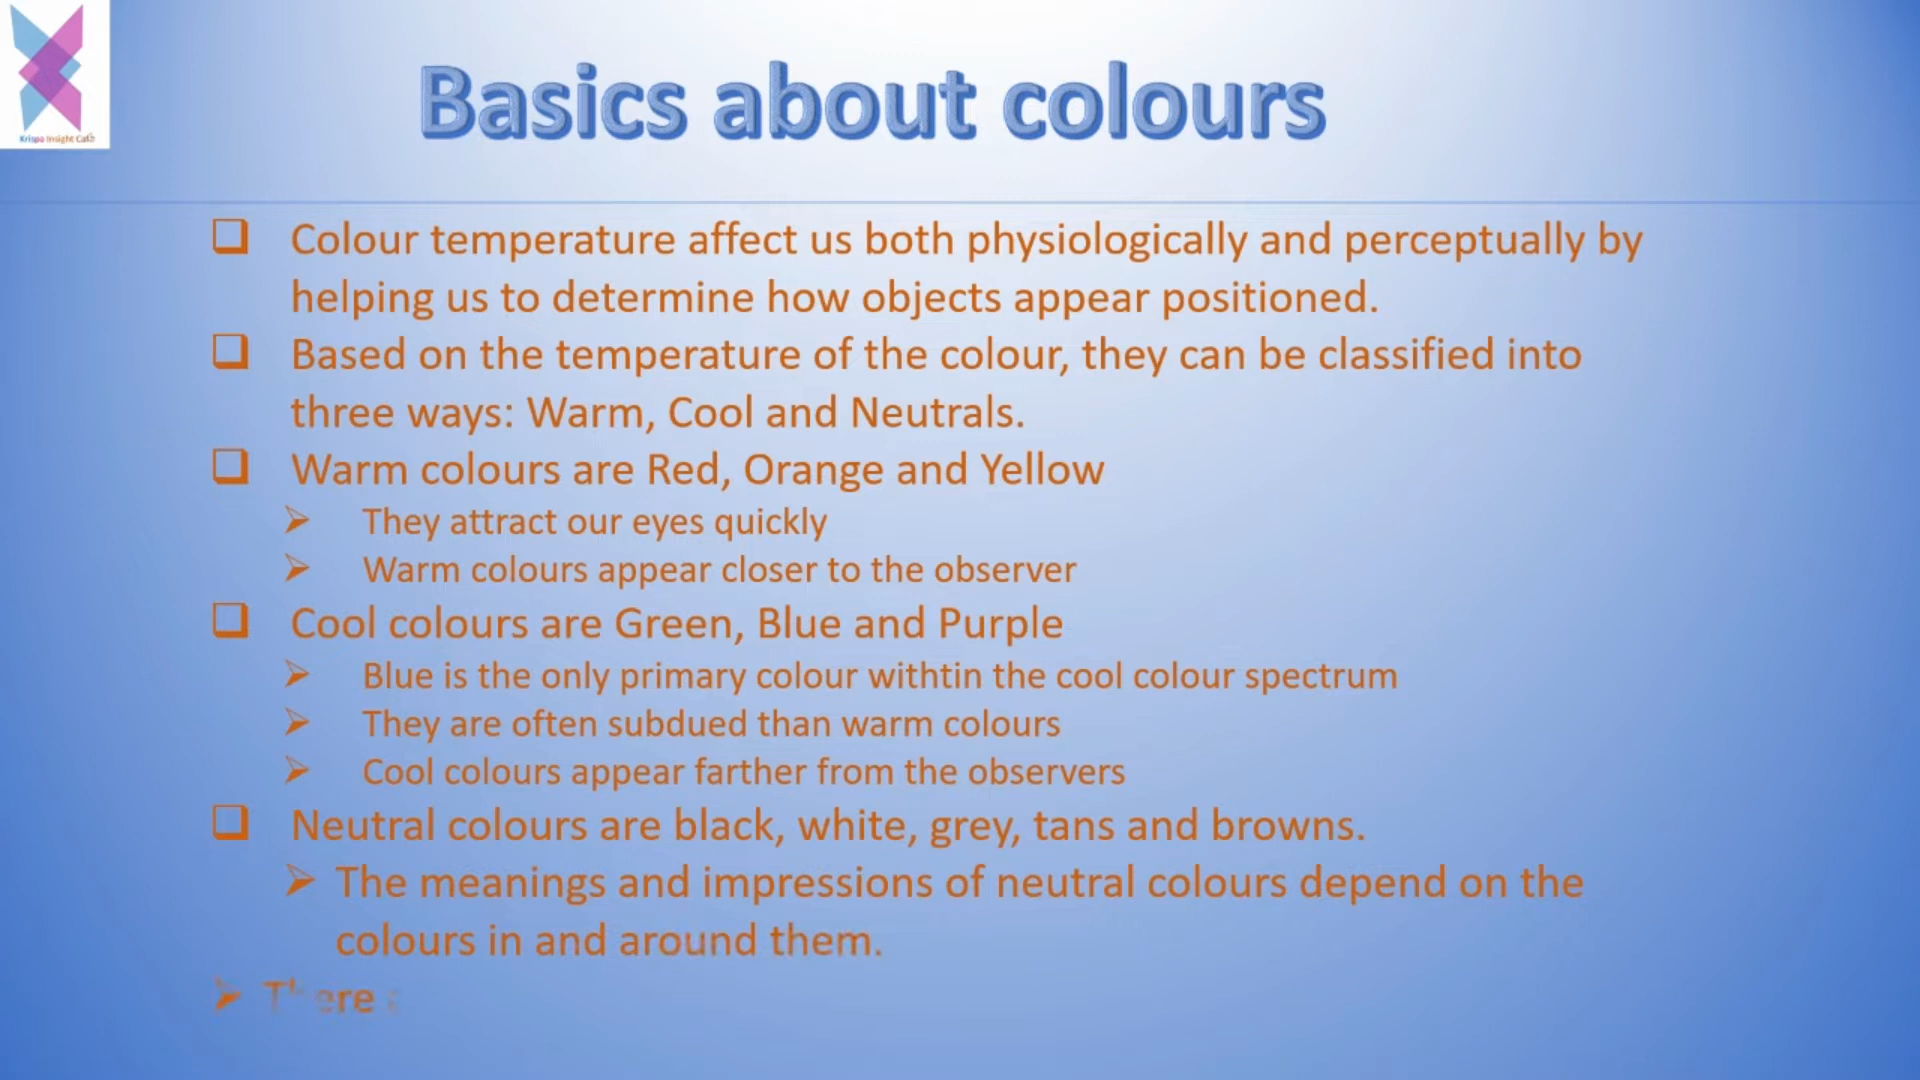 Krispa Insight Café
Basics about colours
Colour temperature affect us both physiologically and perceptually by
helping us to determine how objects appear positioned.
Based on the temperature of the colour, they can be classified into
three ways: Warm, Cool and Neutrals.
Warm colours are Red, Orange and Yellow
They attract our eyes quickly
Warm colours appear closer to the observer
Cool colours are Green, Blue and Purple
Blue is the only primary colour withtin the cool colour spectrum
They are often subdued than warm colours
Cool colours appear farther from the observers
Neutral colours are black, white, grey, tans and browns.
The meanings and impressions of neutral colours depend on the
colours in and around them.
There